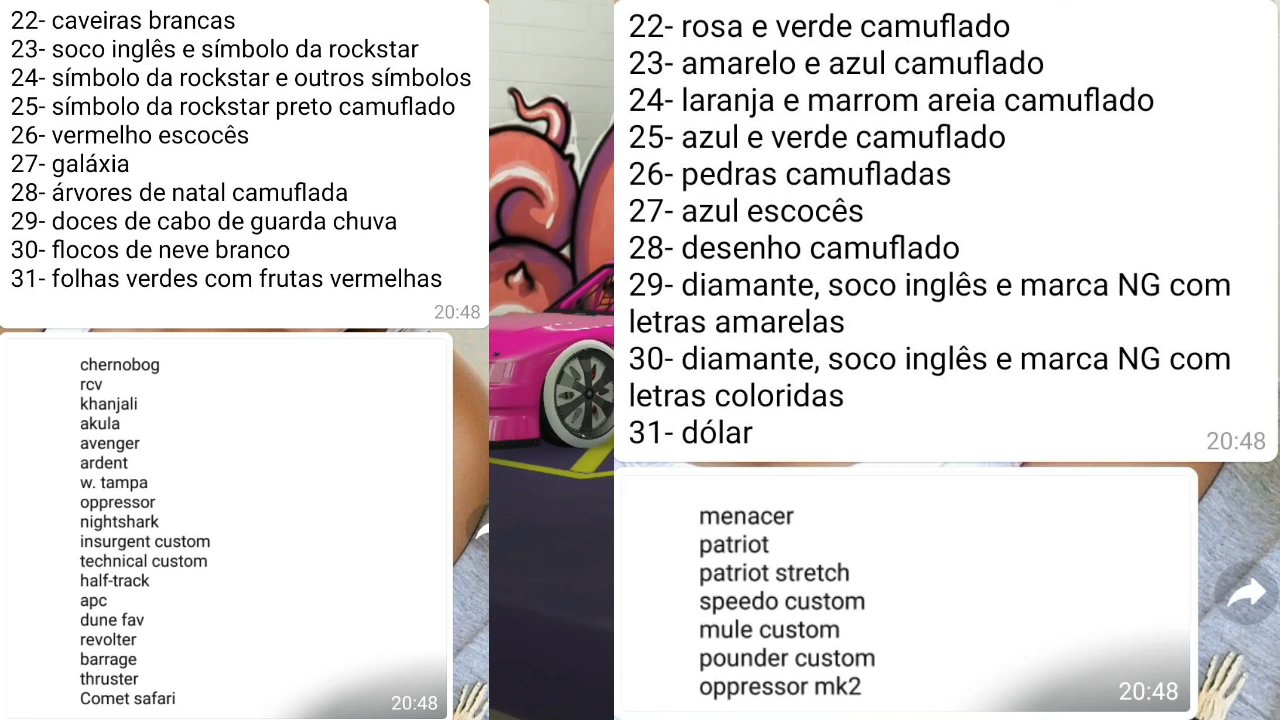 22- caveiras brancas
23- soco inglês e símbolo da rockstar
24- símbolo da rockstar e outros símbolos
25- símbolo da rockstar preto camuflado
26- vermelho escocês
27- galáxia
28- árvores de natal camuflada
29- doces de cabo de guarda chuva
30- flocos de neve branco
31- folhas verdes com frutas vermelhas
20:48
chernobog
rcv
khanjali
akula
avenger
ardent
w. tampa
oppressor
nightshark
insurgent custom
technical custom
half-track
apc
dune fav
revolter
barrage
thruster
Comet safari
20:48
22- rosa e verde camuflado
23- amarelo e azul camuflado
24- laranja e marrom areia camuflado
25- azul e verde camuflado
26- pedras camufladas
27- azul escocês
28- desenho camuflado
29- diamante, soco inglês e marca NG com
letras amarelas
30- diamante, soco inglês e marca NG com
letras coloridas
31- dólar
20:48
menacer
patriot
patriot stretch
speedo custom
mule custom
pounder custom
oppressor mk2
20:48